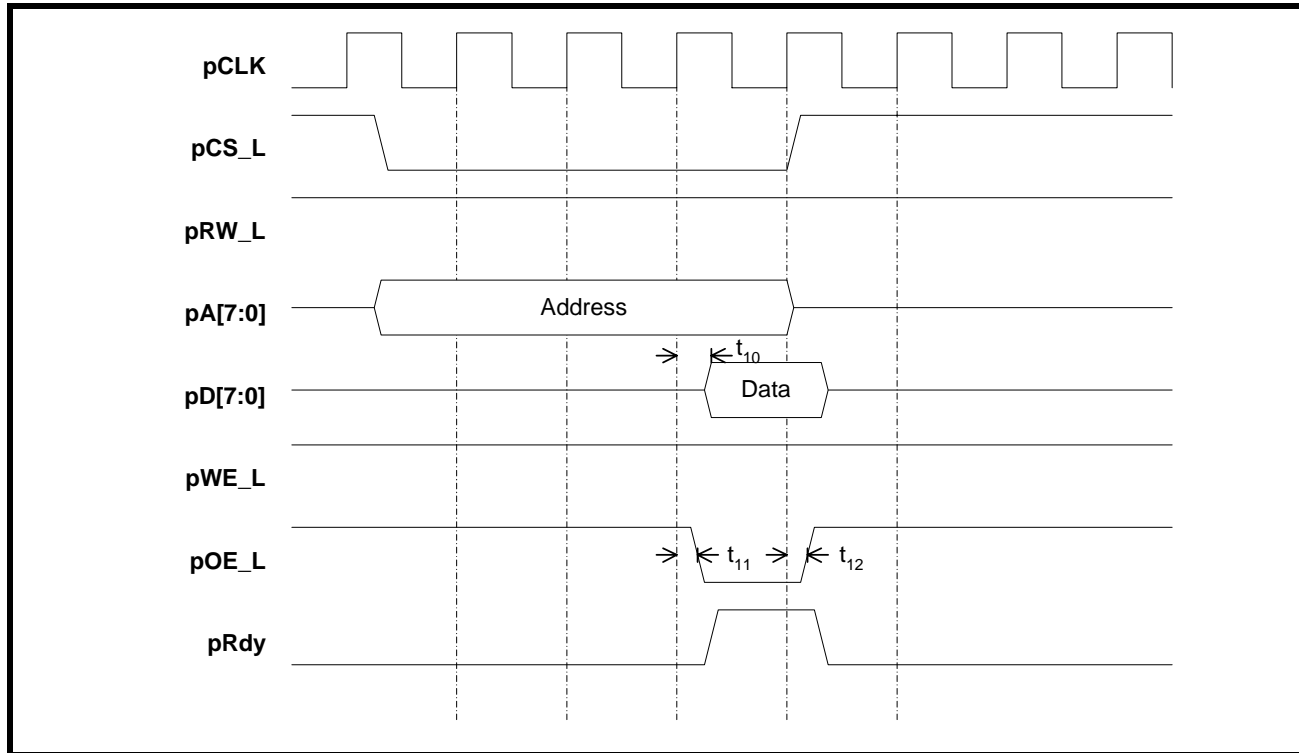 pCLK
pCS_L
pRW_L
pA[7:0]
Address
t10
pD[7:0]
Data
pWE_L
pOE_L
t11
t12
pRdy